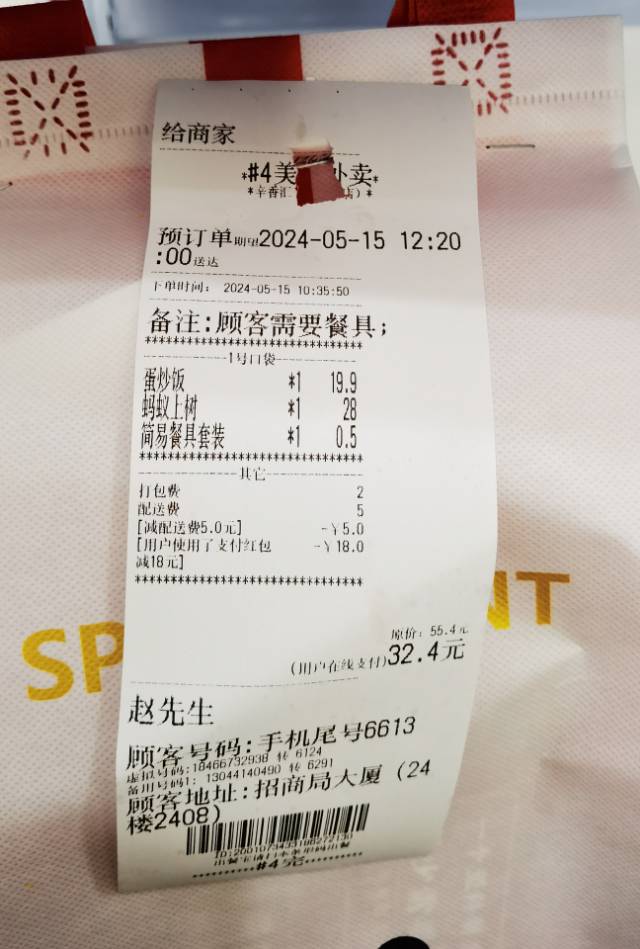 给商家
*#4美 外卖*
*辛香汇 店)*
预订单期望2024-05-15 12:20
:00送达
下单时间: 2024-05-15 10:35:50
备注:顾客需要餐具;
1号口袋
蛋炒饭 *1 19.9
蚂蚁上树 *1 28
简易餐具套装 *1 0.5
其它
打包费 2
配送费 5
[减配送费5.0元] -¥5.0
[用户使用了支付红包 -¥18.0
减18元]
原价: 55.4元
(用户在线支付)32.4元
赵先生
顾客号码:手机尾号6613
虚拟号码:18466732938 转 6124
备用号码1: 13044140490 转 6291
顾客地址:招商局大厦 (24
楼2408)
#4完
SP NT